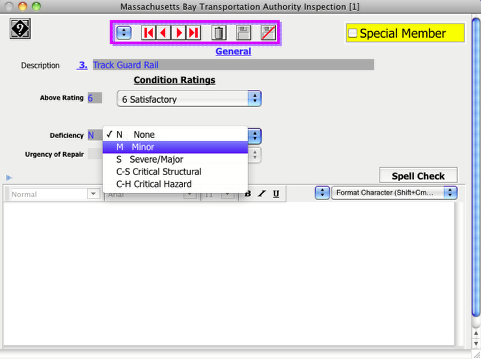 Massachusetts Bay Transportation Authority Inspection [1]
?
General
Special Member
Description 3. Track Guard Rail
Condition Ratings
Above Rating 6 6 Satisfactory
Deficiency N ✓ N None
M Minor
Urgency of Repair
S Severe/Major
C-S Critical Structural
C-H Critical Hazard
Spell Check
Normal Arial 11 B I U Format Character (Shift+Cm...